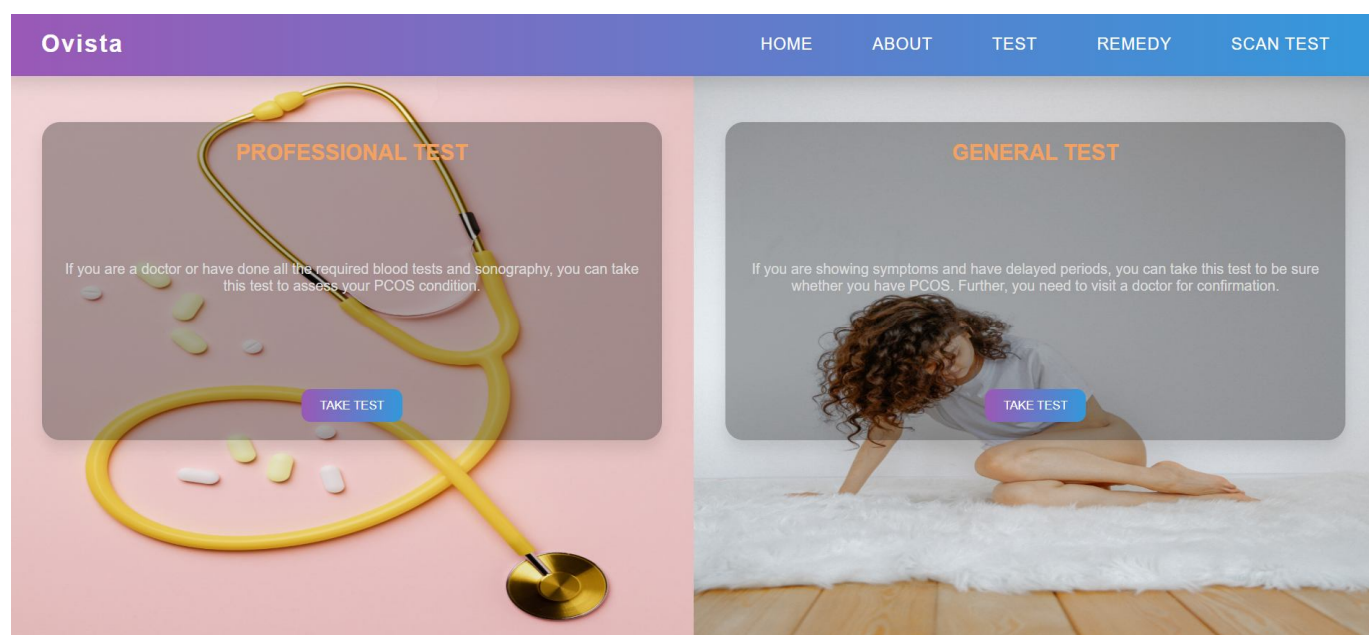 Ovista
HOME ABOUT TEST REMEDY SCAN TEST
PROFESSIONAL TEST
If you are a doctor or have done all the required blood tests and sonography, you can take
this test to assess your PCOS condition.
TAKE TEST
GENERAL TEST
If you are showing symptoms and have delayed periods, you can take this test to be sure
whether you have PCOS. Further, you need to visit a doctor for confirmation.
TAKE TEST